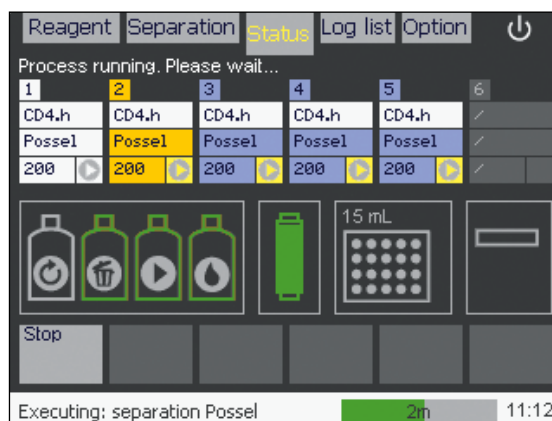 Reagent Separation Status Log list Option
Process running. Please wait...
1 2 3 4 5 6
CD4.h CD4.h CD4.h CD4.h CD4.h /
Possel Possel Possel Possel Possel /
200 200 200 200 200 /
15 mL
Stop
Executing: separation Possel 2m 11:12